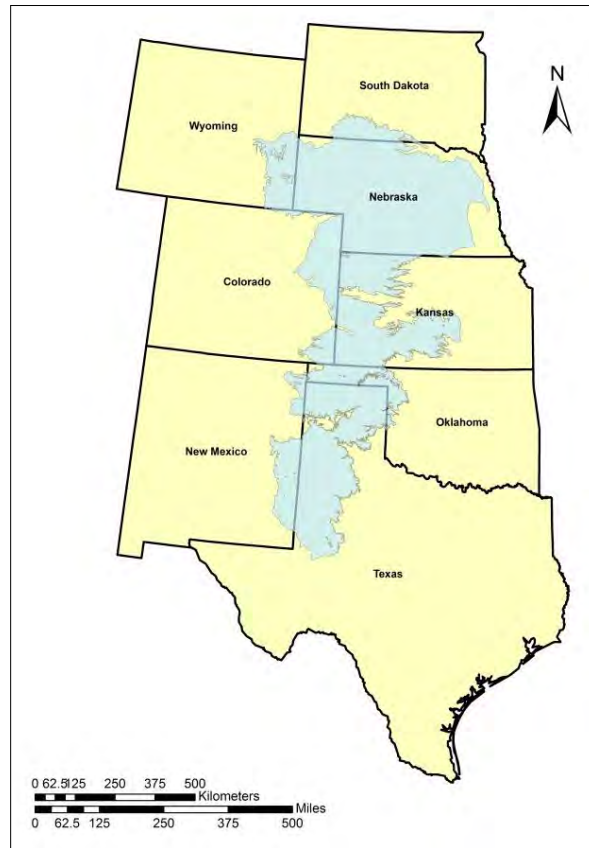 N
South Dakota
Wyoming
Nebraska
Colorado
Kansas
Oklahoma
New Mexico
Texas
0 62.5125 250 375 500
Kilometers
Miles
0 62.5 125 250 375 500